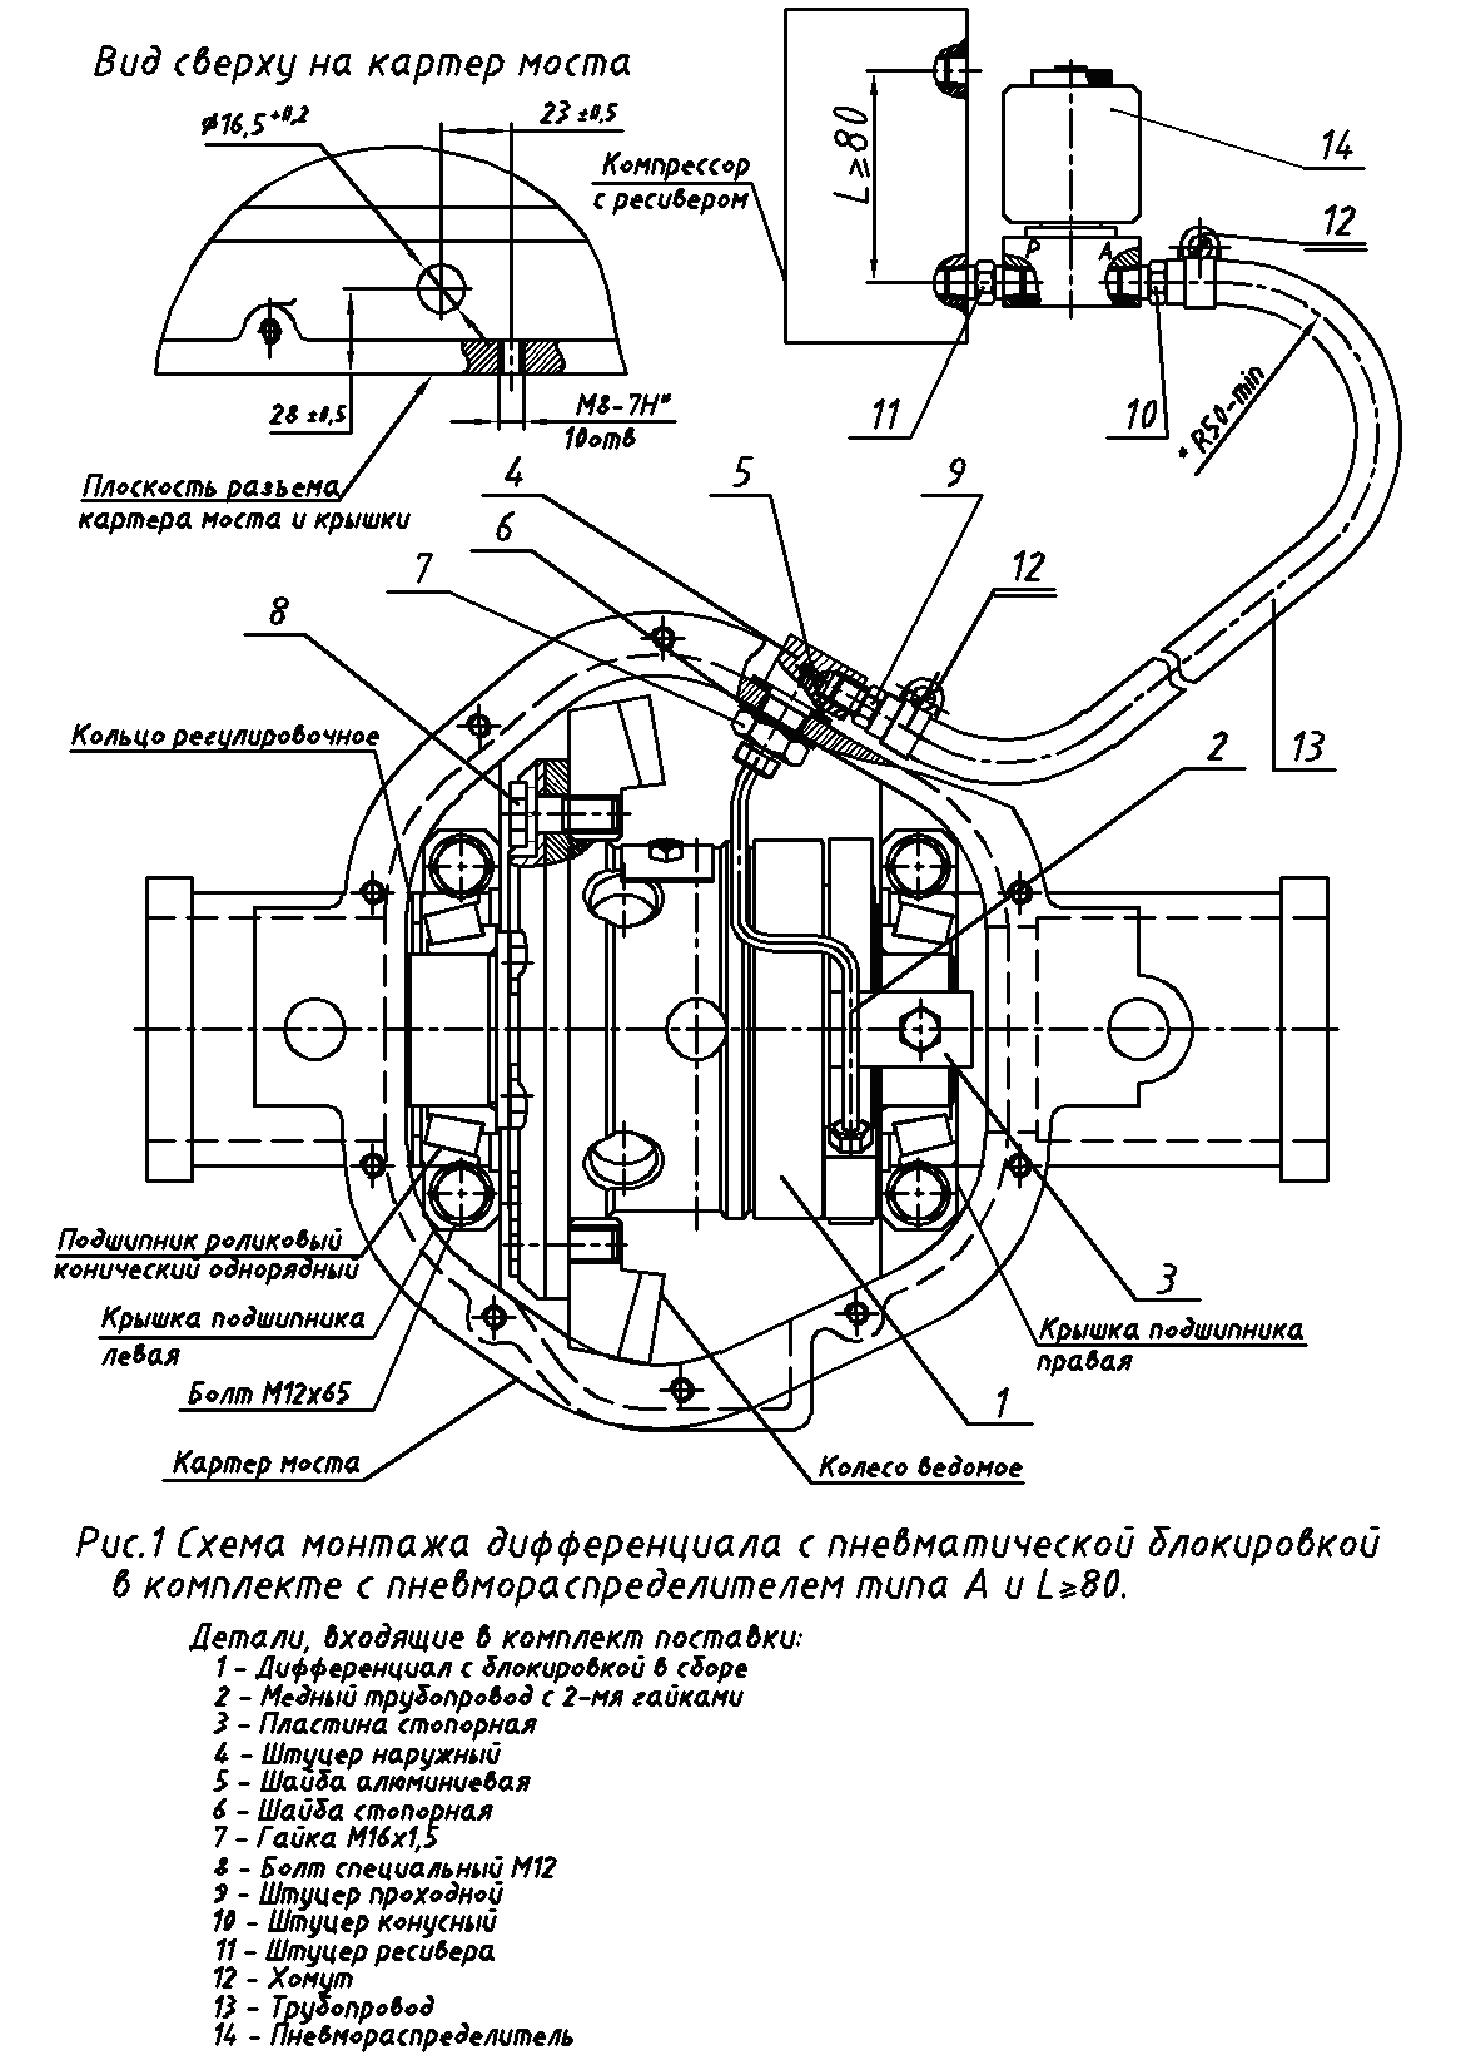 Вид сверху на картер моста
⌀16,5+0,2
23 ±0,5
Компрессор
с ресивером
L≥80
14
12
P
A
28 ±0,5
М8-7Н*
10отв
11
10
* R50-min
Плоскость разъема
картера моста и крышки
4
5
9
6
7
12
8
Кольцо регулировочное
2
13
Подшипник роликовый
конический однорядный
3
Крышка подшипника
левая
Крышка подшипника
правая
Болт М12х65
1
Картер моста
Колесо ведомое
Рис.1 Схема монтажа дифференциала с пневматической блокировкой
в комплекте с пневмораспределителем типа А и L≥80.
Детали, входящие в комплект поставки:
1 - Дифференциал с блокировкой в сборе
2 - Медный трубопровод с 2-мя гайками
3 - Пластина стопорная
4 - Штуцер наружный
5 - Шайба алюминиевая
6 - Шайба стопорная
7 - Гайка М16х1,5
8 - Болт специальный М12
9 - Штуцер проходной
10 - Штуцер конусный
11 - Штуцер ресивера
12 - Хомут
13 - Трубопровод
14 - Пневмораспределитель